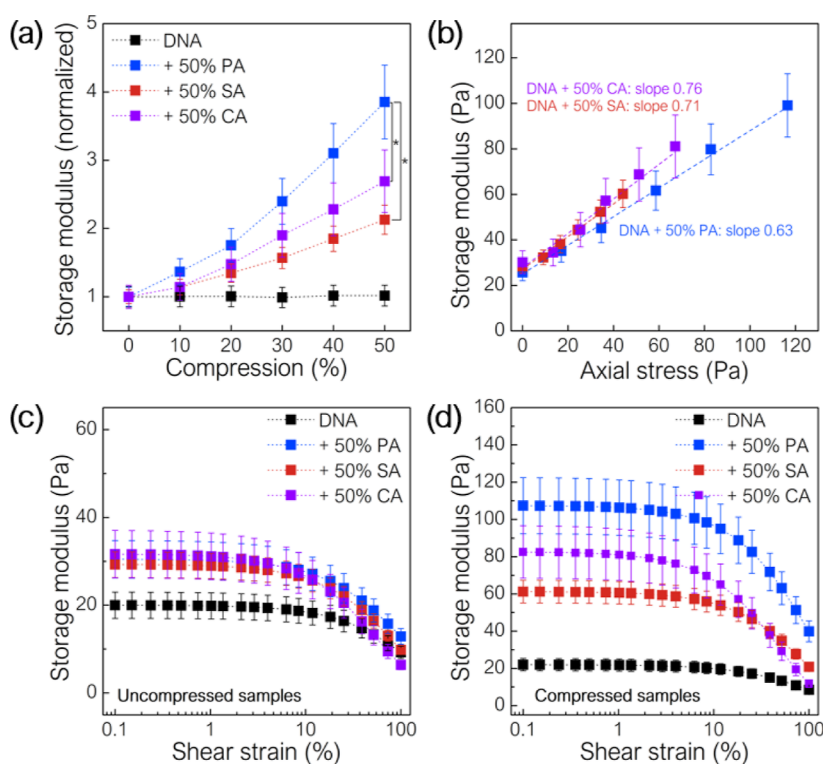 (a)
Storage modulus (normalized)
5
4
3
2
1
DNA
+ 50% PA
+ 50% SA
+ 50% CA
*
*
0
10
20
30
40
50
Compression (%)
(b)
Storage modulus (Pa)
120
100
80
60
40
20
0
DNA + 50% CA: slope 0.76
DNA + 50% SA: slope 0.71
DNA + 50% PA: slope 0.63
0
20
40
60
80
100
120
Axial stress (Pa)
(c)
Storage modulus (Pa)
60
40
20
0
DNA
+ 50% PA
+ 50% SA
+ 50% CA
Uncompressed samples
0.1
1
10
100
Shear strain (%)
(d)
Storage modulus (Pa)
160
140
120
100
80
60
40
20
0
DNA
+ 50% PA
+ 50% SA
+ 50% CA
Compressed samples
0.1
1
10
100
Shear strain (%)